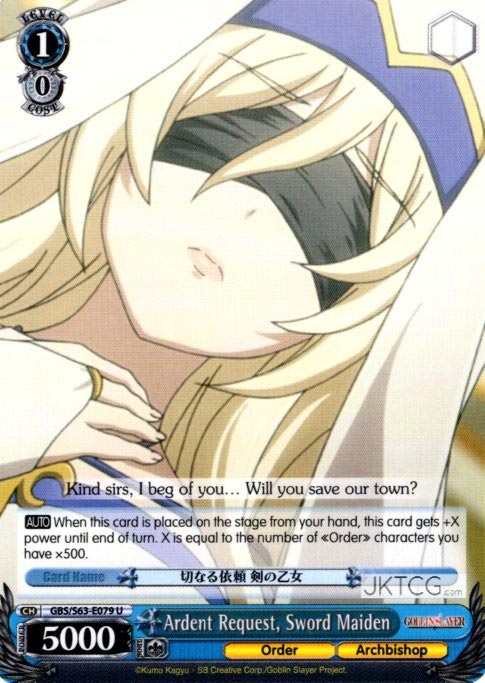 LEVEL
1
0
COST
Kind sirs, I beg of you... Will you save our town?
AUTO When this card is placed on the stage from your hand, this card gets +X
power until end of turn. X is equal to the number of «Order» characters you
have ×500.
Card Name 切なる依頼 剣の乙女
JKTCG.com
CH GBS/S63-E079 U
POWER 5000 SOUL
Ardent Request, Sword Maiden GOBLIN SLAYER
Order Archbishop
©Kumo Kagyu・SB Creative Corp./Goblin Slayer Project.